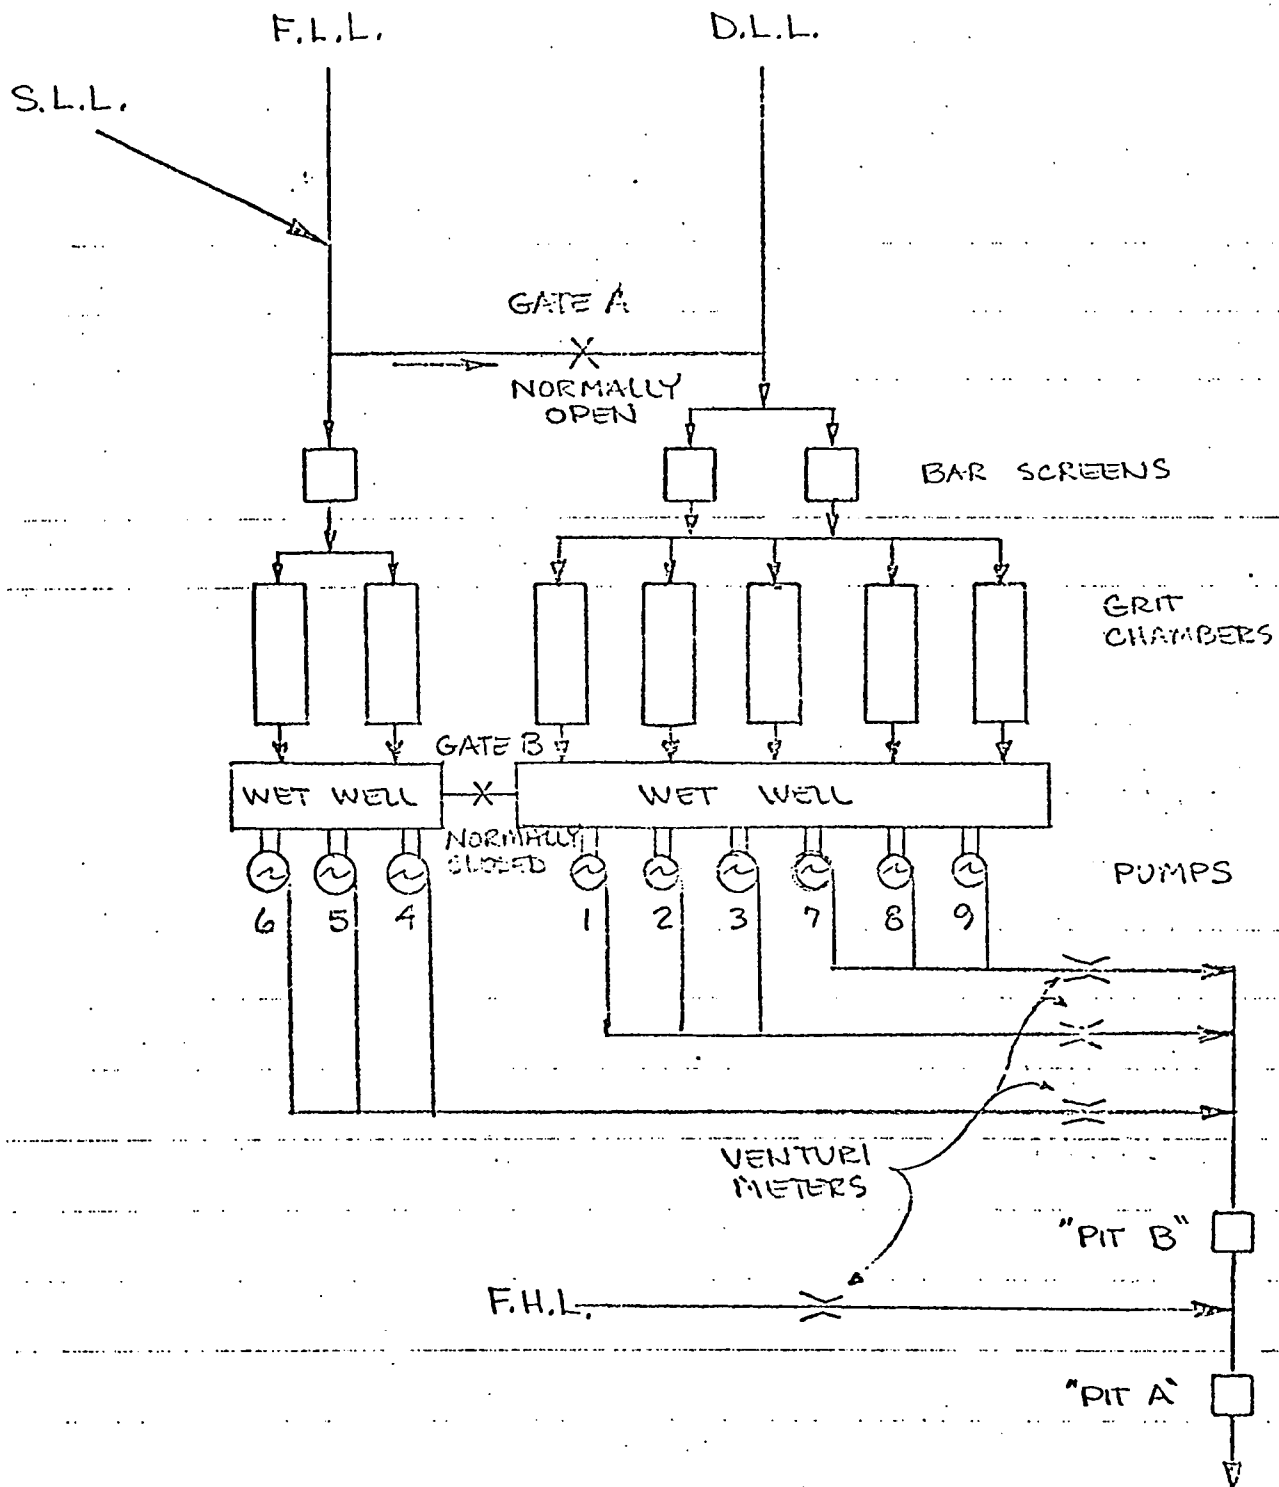 F.L.L.
D.L.L.
S.L.L.
GATE A
NORMALLY
OPEN
BAR SCREENS
GRIT
CHAMBERS
GATE B
WET WELL
WET WELL
NORMALLY
CLOSED
PUMPS
6 5 4 1 2 3 7 8 9
VENTURI
METERS
"PIT B"
F.H.L.
"PIT A"